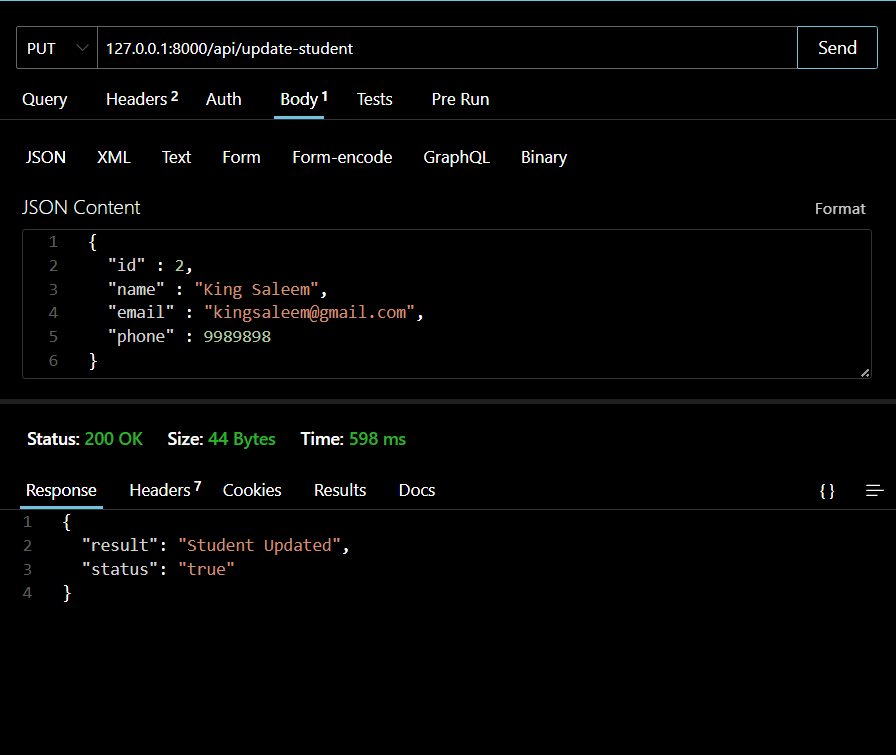 PUT 127.0.0.1:8000/api/update-student Send
Query Headers 2 Auth Body 1 Tests Pre Run
JSON XML Text Form Form-encode GraphQL Binary
JSON Content Format
1 {
2 "id" : 2,
3 "name" : "King Saleem",
4 "email" : "kingsaleem@gmail.com",
5 "phone" : 9989898
6 }
Status: 200 OK Size: 44 Bytes Time: 598 ms
Response Headers 7 Cookies Results Docs {}
1 {
2 "result": "Student Updated",
3 "status": "true"
4 }